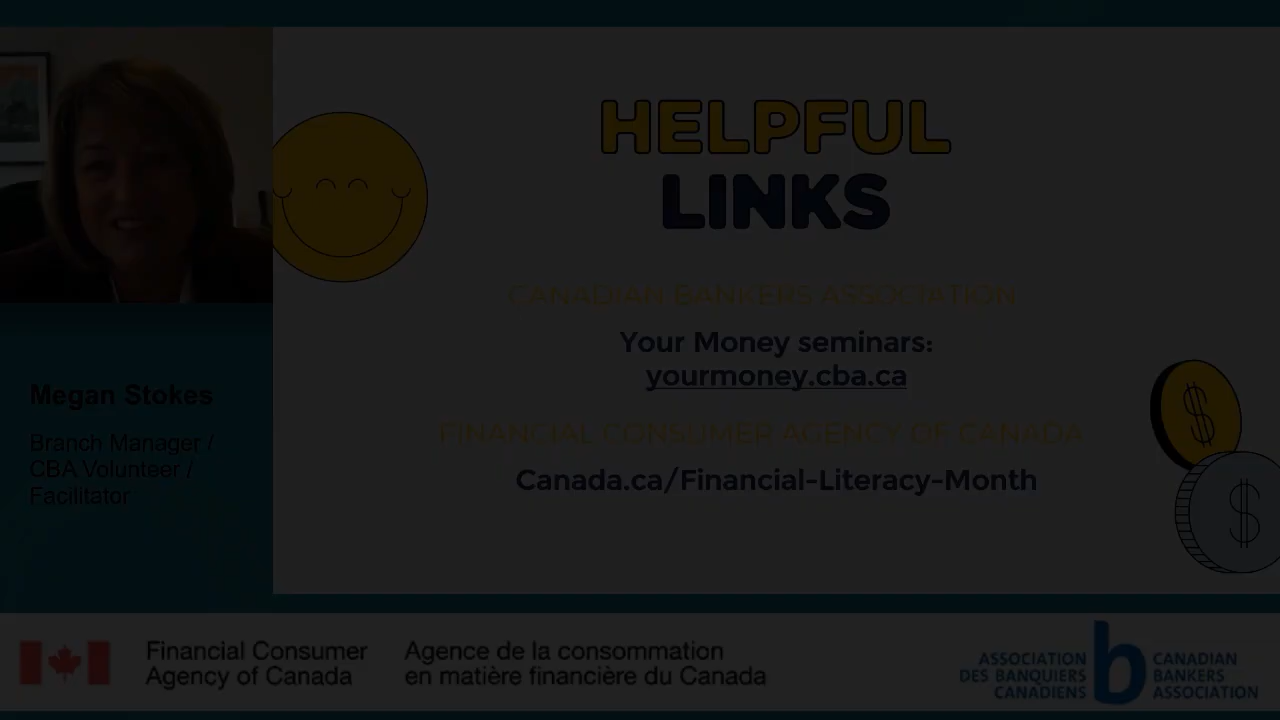 HELPFUL
LINKS
CANADIAN BANKERS ASSOCIATION
Your Money seminars:
yourmoney.cba.ca
FINANCIAL CONSUMER AGENCY OF CANADA
Canada.ca/Financial-Literacy-Month
$
$
Megan Stokes
Branch Manager /
CBA Volunteer /
Facilitator
Financial Consumer
Agency of Canada
Agence de la consommation
en matière financière du Canada
ASSOCIATION
DES BANQUIERS
CANADIENS
b
CANADIAN
BANKERS
ASSOCIATION